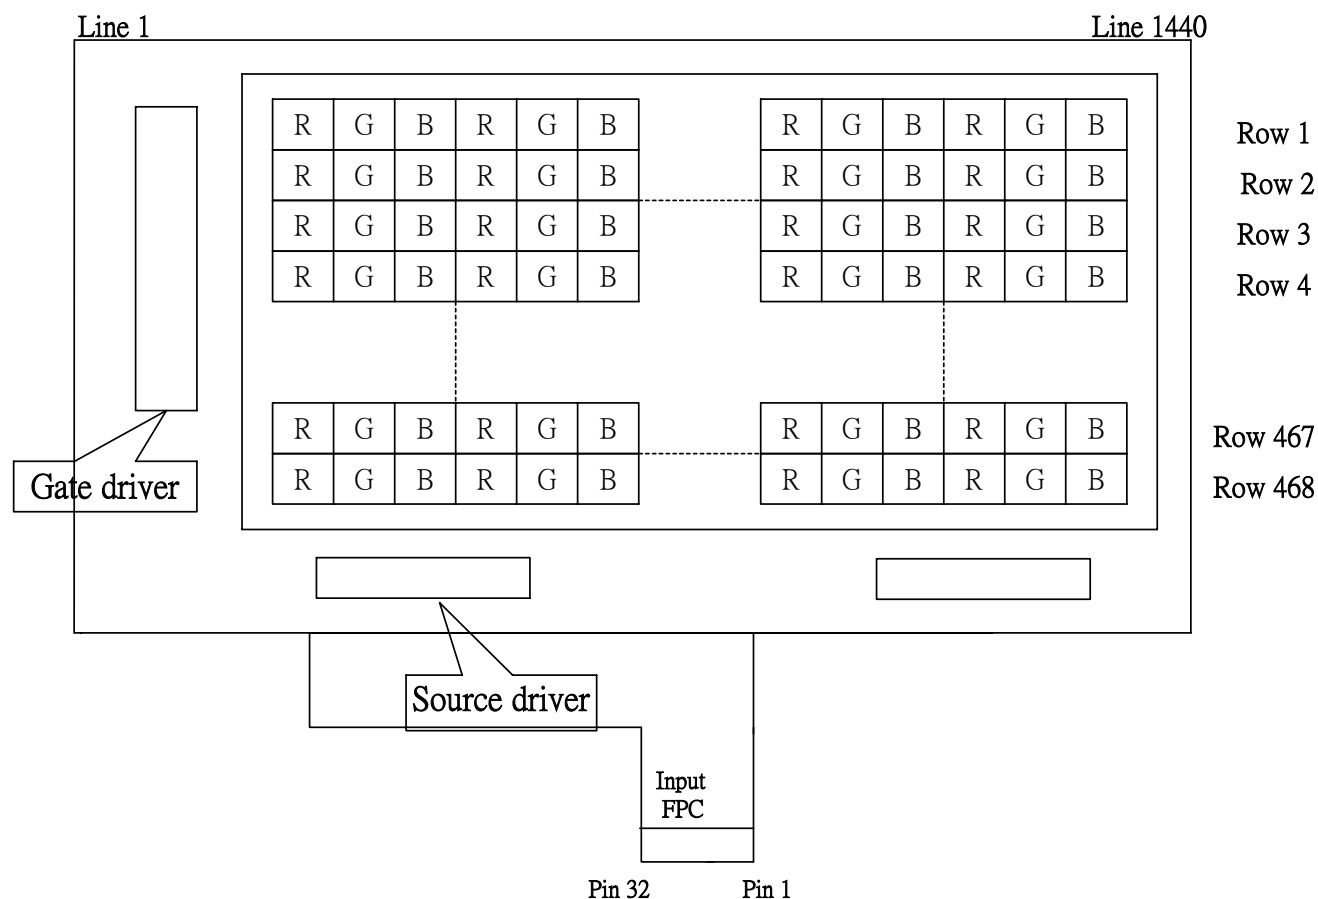 Line 1 Line 1440
R G B R G B R G B R G B Row 1
R G B R G B R G B R G B Row 2
R G B R G B R G B R G B Row 3
R G B R G B R G B R G B Row 4
R G B R G B R G B R G B Row 467
R G B R G B R G B R G B Row 468
Gate driver
Source driver
Input
FPC
Pin 32 Pin 1